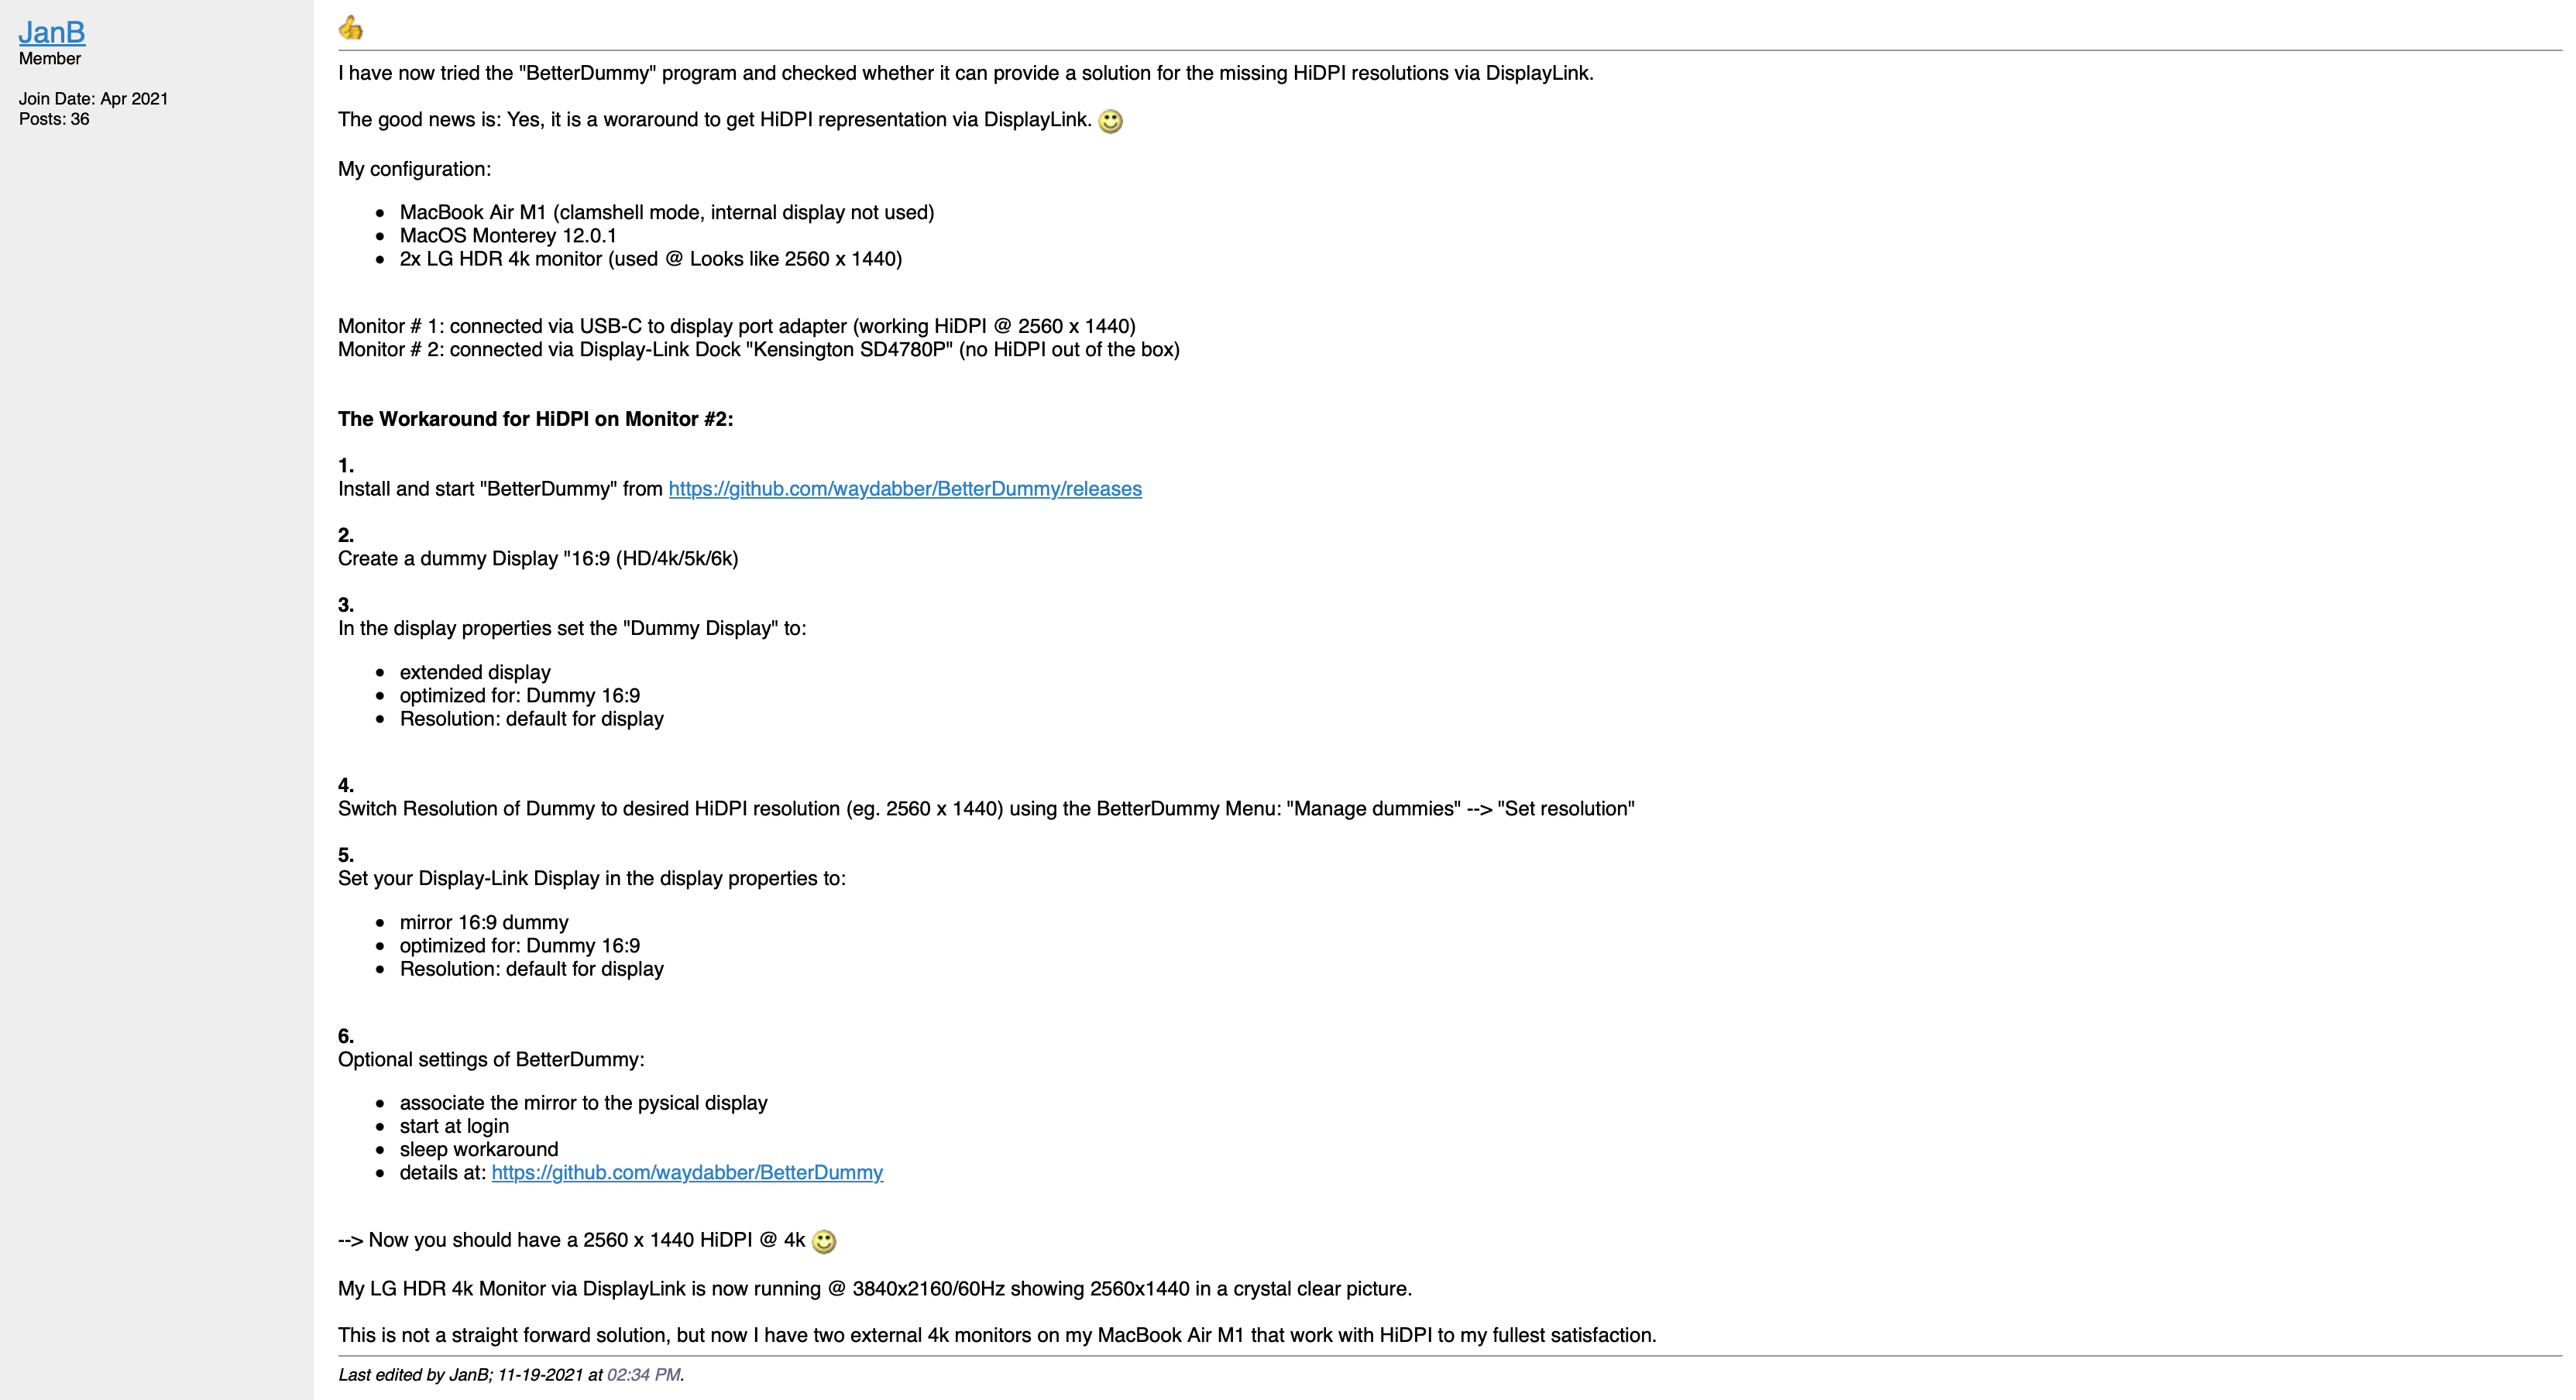 JanB
Member
Join Date: Apr 2021
Posts: 36
I have now tried the "BetterDummy" program and checked whether it can provide a solution for the missing HiDPI resolutions via DisplayLink.
The good news is: Yes, it is a woraround to get HiDPI representation via DisplayLink.
My configuration:
• MacBook Air M1 (clamshell mode, internal display not used)
• MacOS Monterey 12.0.1
• 2x LG HDR 4k monitor (used @ Looks like 2560 x 1440)
Monitor # 1: connected via USB-C to display port adapter (working HiDPI @ 2560 x 1440)
Monitor # 2: connected via Display-Link Dock "Kensington SD4780P" (no HiDPI out of the box)
The Workaround for HiDPI on Monitor #2:
1.
Install and start "BetterDummy" from https://github.com/waydabber/BetterDummy/releases
2.
Create a dummy Display "16:9 (HD/4k/5k/6k)
3.
In the display properties set the "Dummy Display" to:
• extended display
• optimized for: Dummy 16:9
• Resolution: default for display
4.
Switch Resolution of Dummy to desired HiDPI resolution (eg. 2560 x 1440) using the BetterDummy Menu: "Manage dummies" --> "Set resolution"
5.
Set your Display-Link Display in the display properties to:
• mirror 16:9 dummy
• optimized for: Dummy 16:9
• Resolution: default for display
6.
Optional settings of BetterDummy:
• associate the mirror to the pysical display
• start at login
• sleep workaround
• details at: https://github.com/waydabber/BetterDummy
--> Now you should have a 2560 x 1440 HiDPI @ 4k
My LG HDR 4k Monitor via DisplayLink is now running @ 3840x2160/60Hz showing 2560x1440 in a crystal clear picture.
This is not a straight forward solution, but now I have two external 4k monitors on my MacBook Air M1 that work with HiDPI to my fullest satisfaction.
Last edited by JanB; 11-19-2021 at 02:34 PM.